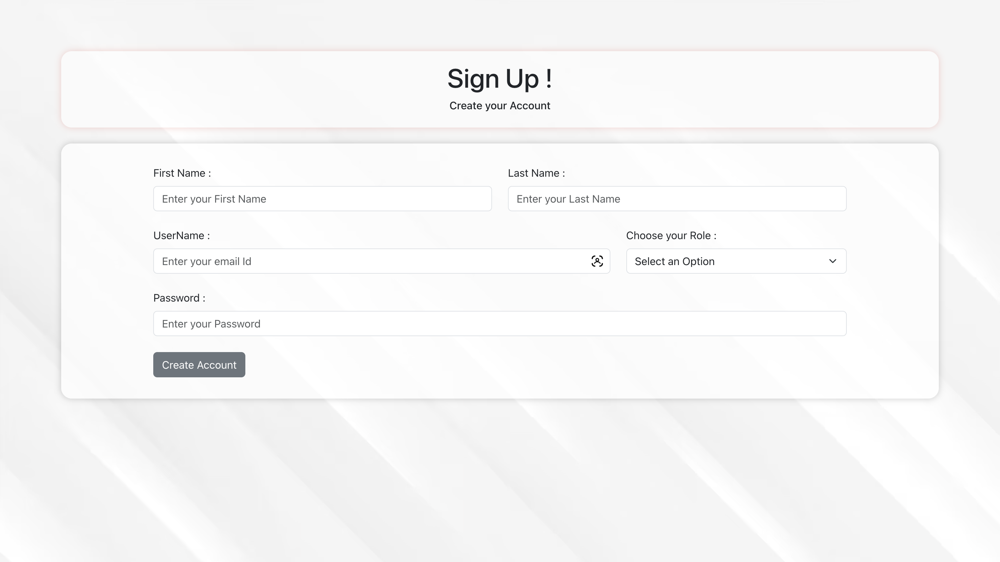 Sign Up !
Create your Account
First Name :
Last Name :
Enter your First Name
Enter your Last Name
UserName :
Choose your Role :
Enter your email Id
Select an Option
Password :
Enter your Password
Create Account